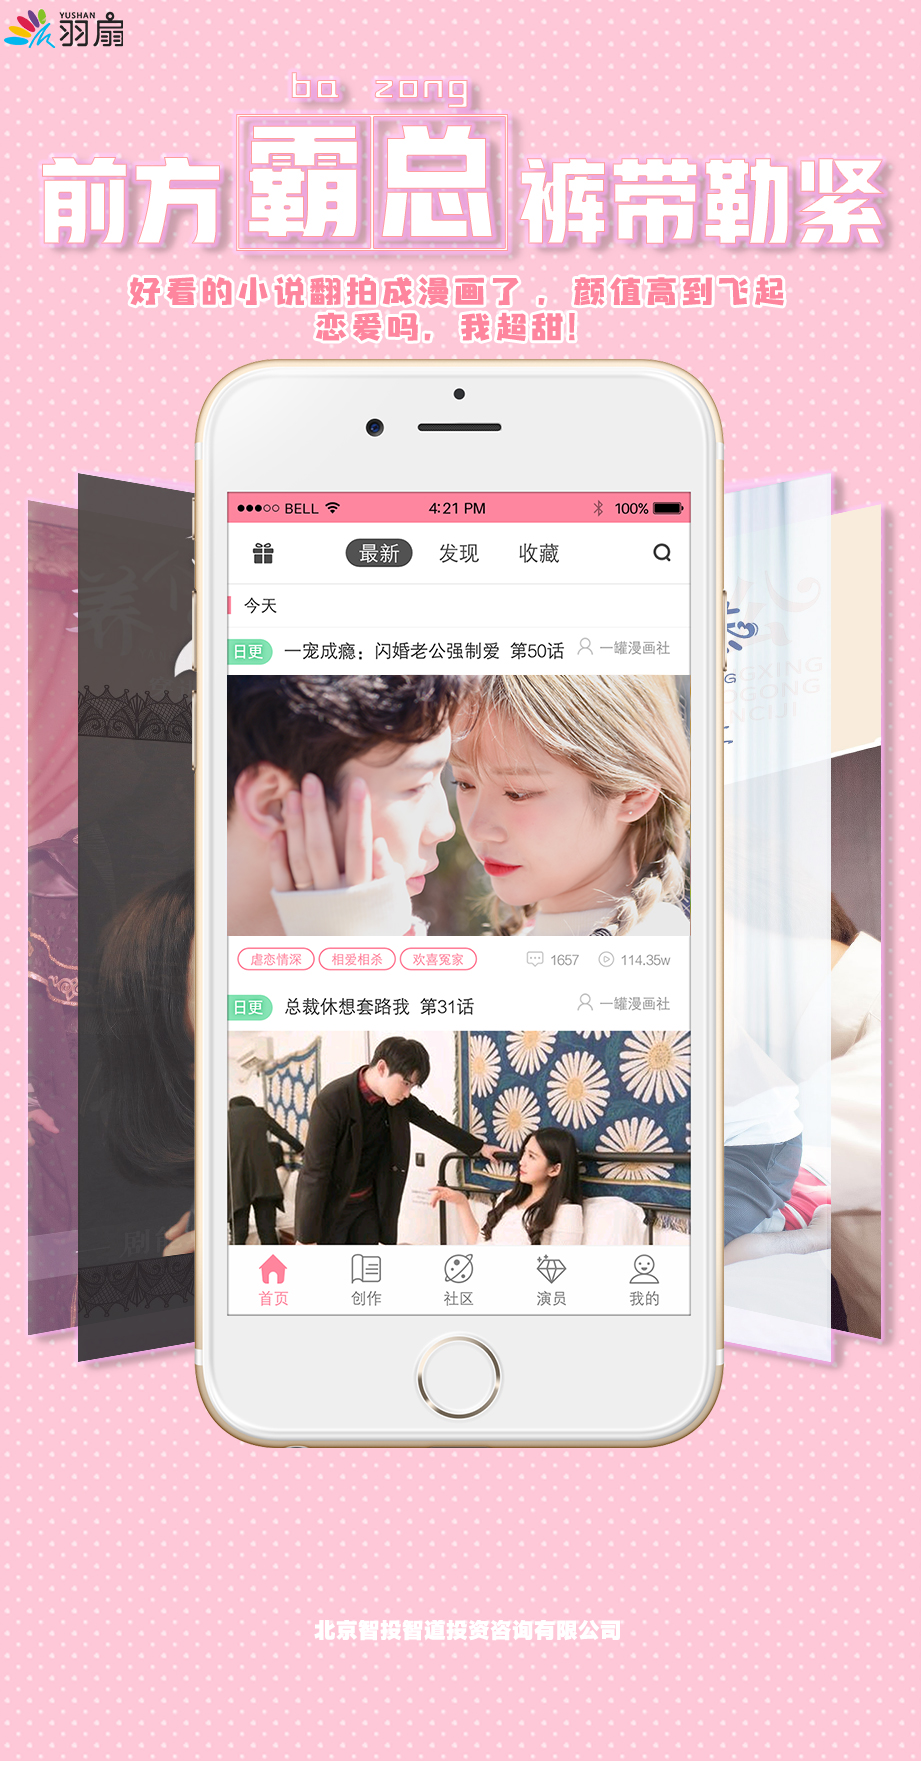 YUSHAN
羽扇
ba zong
前方霸总裤带勒紧
好看的小说翻拍成漫画了，颜值高到飞起
恋爱吗，我超甜!
BELL 4:21 PM 100%
最新 发现 收藏
今天
日更 一宠成瘾：闪婚老公强制爱 第50话 一罐漫画社
虐恋情深 相爱相杀 欢喜冤家 1657 114.35w
日更 总裁休想套路我 第31话 一罐漫画社
首页 创作 社区 演员 我的
北京智投智道投资咨询有限公司